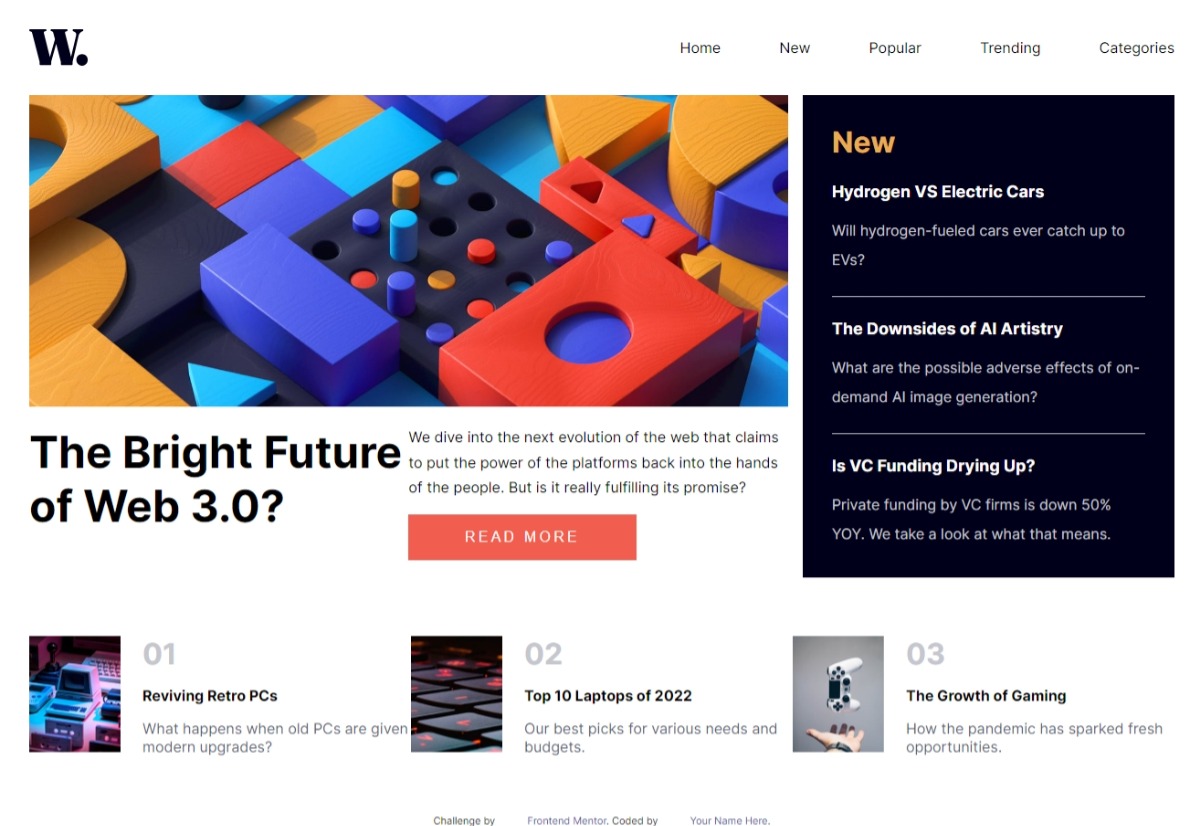 W.
Home New Popular Trending Categories
The Bright Future
of Web 3.0?
We dive into the next evolution of the web that claims
to put the power of the platforms back into the hands
of the people. But is it really fulfilling its promise?
READ MORE
New
Hydrogen VS Electric Cars
Will hydrogen-fueled cars ever catch up to
EVs?
The Downsides of AI Artistry
What are the possible adverse effects of on-
demand AI image generation?
Is VC Funding Drying Up?
Private funding by VC firms is down 50%
YOY. We take a look at what that means.
01
Reviving Retro PCs
What happens when old PCs are given
modern upgrades?
02
Top 10 Laptops of 2022
Our best picks for various needs and
budgets.
03
The Growth of Gaming
How the pandemic has sparked fresh
opportunities.
Challenge by Frontend Mentor. Coded by Your Name Here.